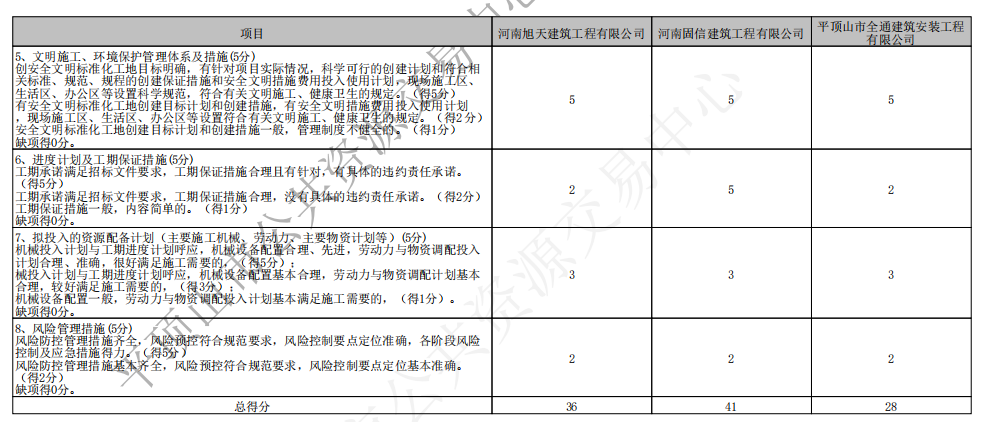 项目 河南旭天建筑工程有限公司 河南固信建筑工程有限公司 平顶山市全通建筑安装工程
有限公司
5、文明施工、环境保护管理体系及措施(5分)
创安全文明标准化工地目标明确，有针对项目实际情况，科学可行的创建计划和符合相
关标准、规范、规程的创建保证措施和安全文明措施费用投入使用计划，现场施工区、
生活区、办公区等设置科学规范，符合有关文明施工、健康卫生的规定。（得5分）
有安全文明标准化工地创建目标计划和创建措施，有安全文明措施费用投入使用计划
，现场施工区、生活区、办公区等设置符合有关文明施工、健康卫生的规定。（得2分）
安全文明标准化工地创建目标计划和创建措施一般，管理制度不健全的。（得1分）
缺项得0分。
5 5 5
6、进度计划及工期保证措施(5分)
工期承诺满足招标文件要求，工期保证措施合理且有针对，有具体的违约责任承诺。
（得5分）
工期承诺满足招标文件要求，工期保证措施合理，没有具体的违约责任承诺。（得2分）
工期保证措施一般，内容简单的。（得1分）
缺项得0分。
2 5 2
7、拟投入的资源配备计划（主要施工机械、劳动力、主要物资计划等）(5分)
机械投入计划与工期进度计划呼应，机械设备配置合理、先进，劳动力与物资调配投入
计划合理、准确，很好满足施工需要的，（得5分）；
械投入计划与工期进度计划呼应，机械设备配置基本合理，劳动力与物资调配计划基本
合理，较好满足施工需要的，（得3分）；
机械设备配置一般，劳动力与物资调配投入计划基本满足施工需要的，（得1分）。
缺项得0分。
3 3 3
8、风险管理措施(5分)
风险防控管理措施齐全，风险预控符合规范要求，风险控制要点定位准确，各阶段风险
控制及应急措施得力。（得5分）
风险防控管理措施基本齐全，风险预控符合规范要求，风险控制要点定位基本准确。
（得2分）
缺项得0分。
2 2 2
总得分 36 41 28
平顶山市公共资源交易中心
公共资源交易中心